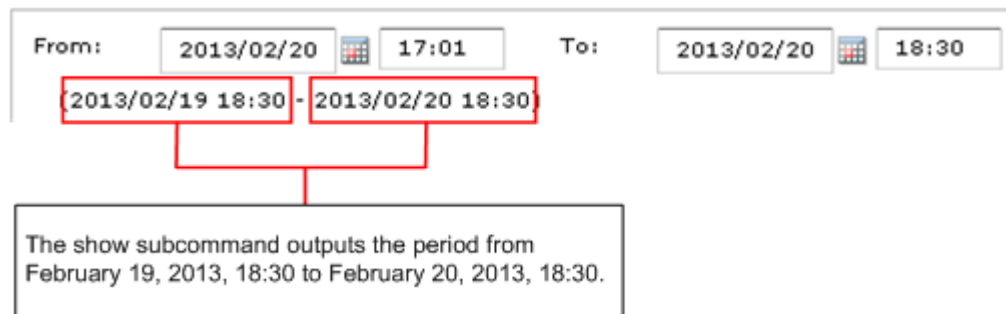 From: 2013/02/20 17:01 To: 2013/02/20 18:30
(2013/02/19 18:30 - 2013/02/20 18:30)
The show subcommand outputs the period from
February 19, 2013, 18:30 to February 20, 2013, 18:30.